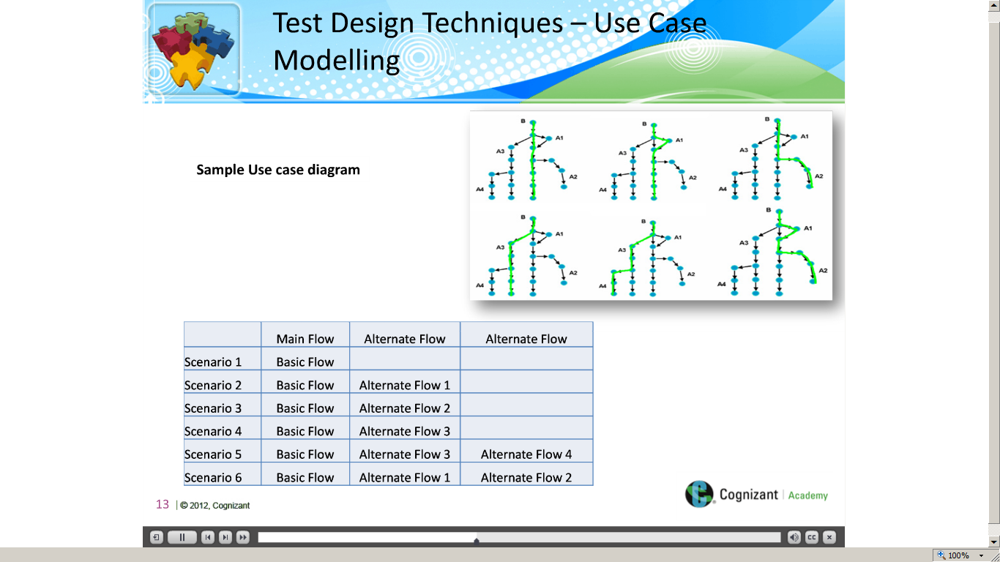 Test Design Techniques – Use Case
Modelling
Sample Use case diagram
B
A1
A3
A2
A4
B
A1
A3
A2
A4
B
A1
A3
A2
A4
B
A1
A3
A2
A4
B
A1
A3
A2
A4
B
A1
A3
A2
A4
Main Flow Alternate Flow Alternate Flow
Scenario 1 Basic Flow
Scenario 2 Basic Flow Alternate Flow 1
Scenario 3 Basic Flow Alternate Flow 2
Scenario 4 Basic Flow Alternate Flow 3
Scenario 5 Basic Flow Alternate Flow 3 Alternate Flow 4
Scenario 6 Basic Flow Alternate Flow 1 Alternate Flow 2
13 | © 2012, Cognizant
Cognizant | Academy
CC
100%